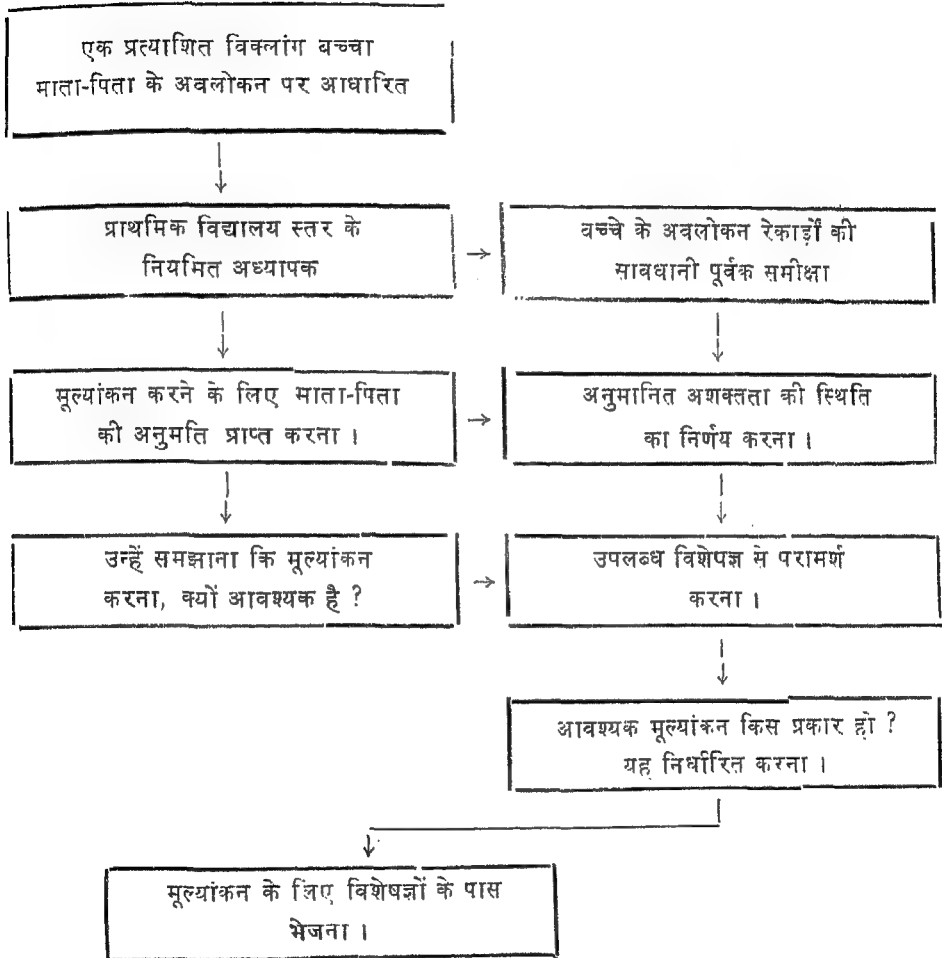 एक प्रत्याशित विक्लांग बच्चा
माता-पिता के अवलोकन पर आधारित
प्राथमिक विद्यालय स्तर के
नियमित अध्यापक
बच्चे के अवलोकन रेकार्ड़ों की
सावधानी पूर्वक समीक्षा
मूल्यांकन करने के लिए माता-पिता
की अनुमति प्राप्त करना ।
अनुमानित अशक्तता की स्थिति
का निर्णय करना ।
उन्हें समझाना कि मूल्यांकन
करना, क्यों आवश्यक है ?
उपलब्ध विशेषज्ञ से परामर्श
करना ।
आवश्यक मूल्यांकन किस प्रकार हो ?
यह निर्धारित करना ।
मूल्यांकन के लिए विशेषज्ञों के पास
भेजना ।